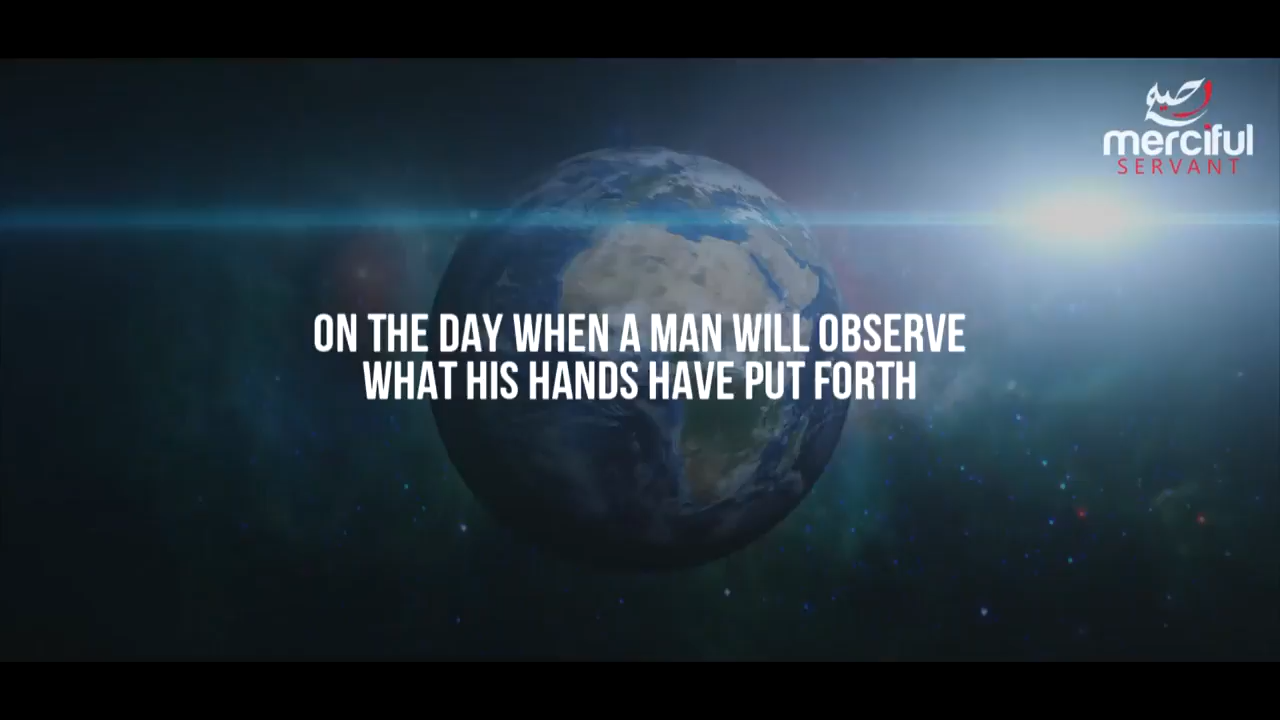 merciful
SERVANT
ON THE DAY WHEN A MAN WILL OBSERVE
WHAT HIS HANDS HAVE PUT FORTH